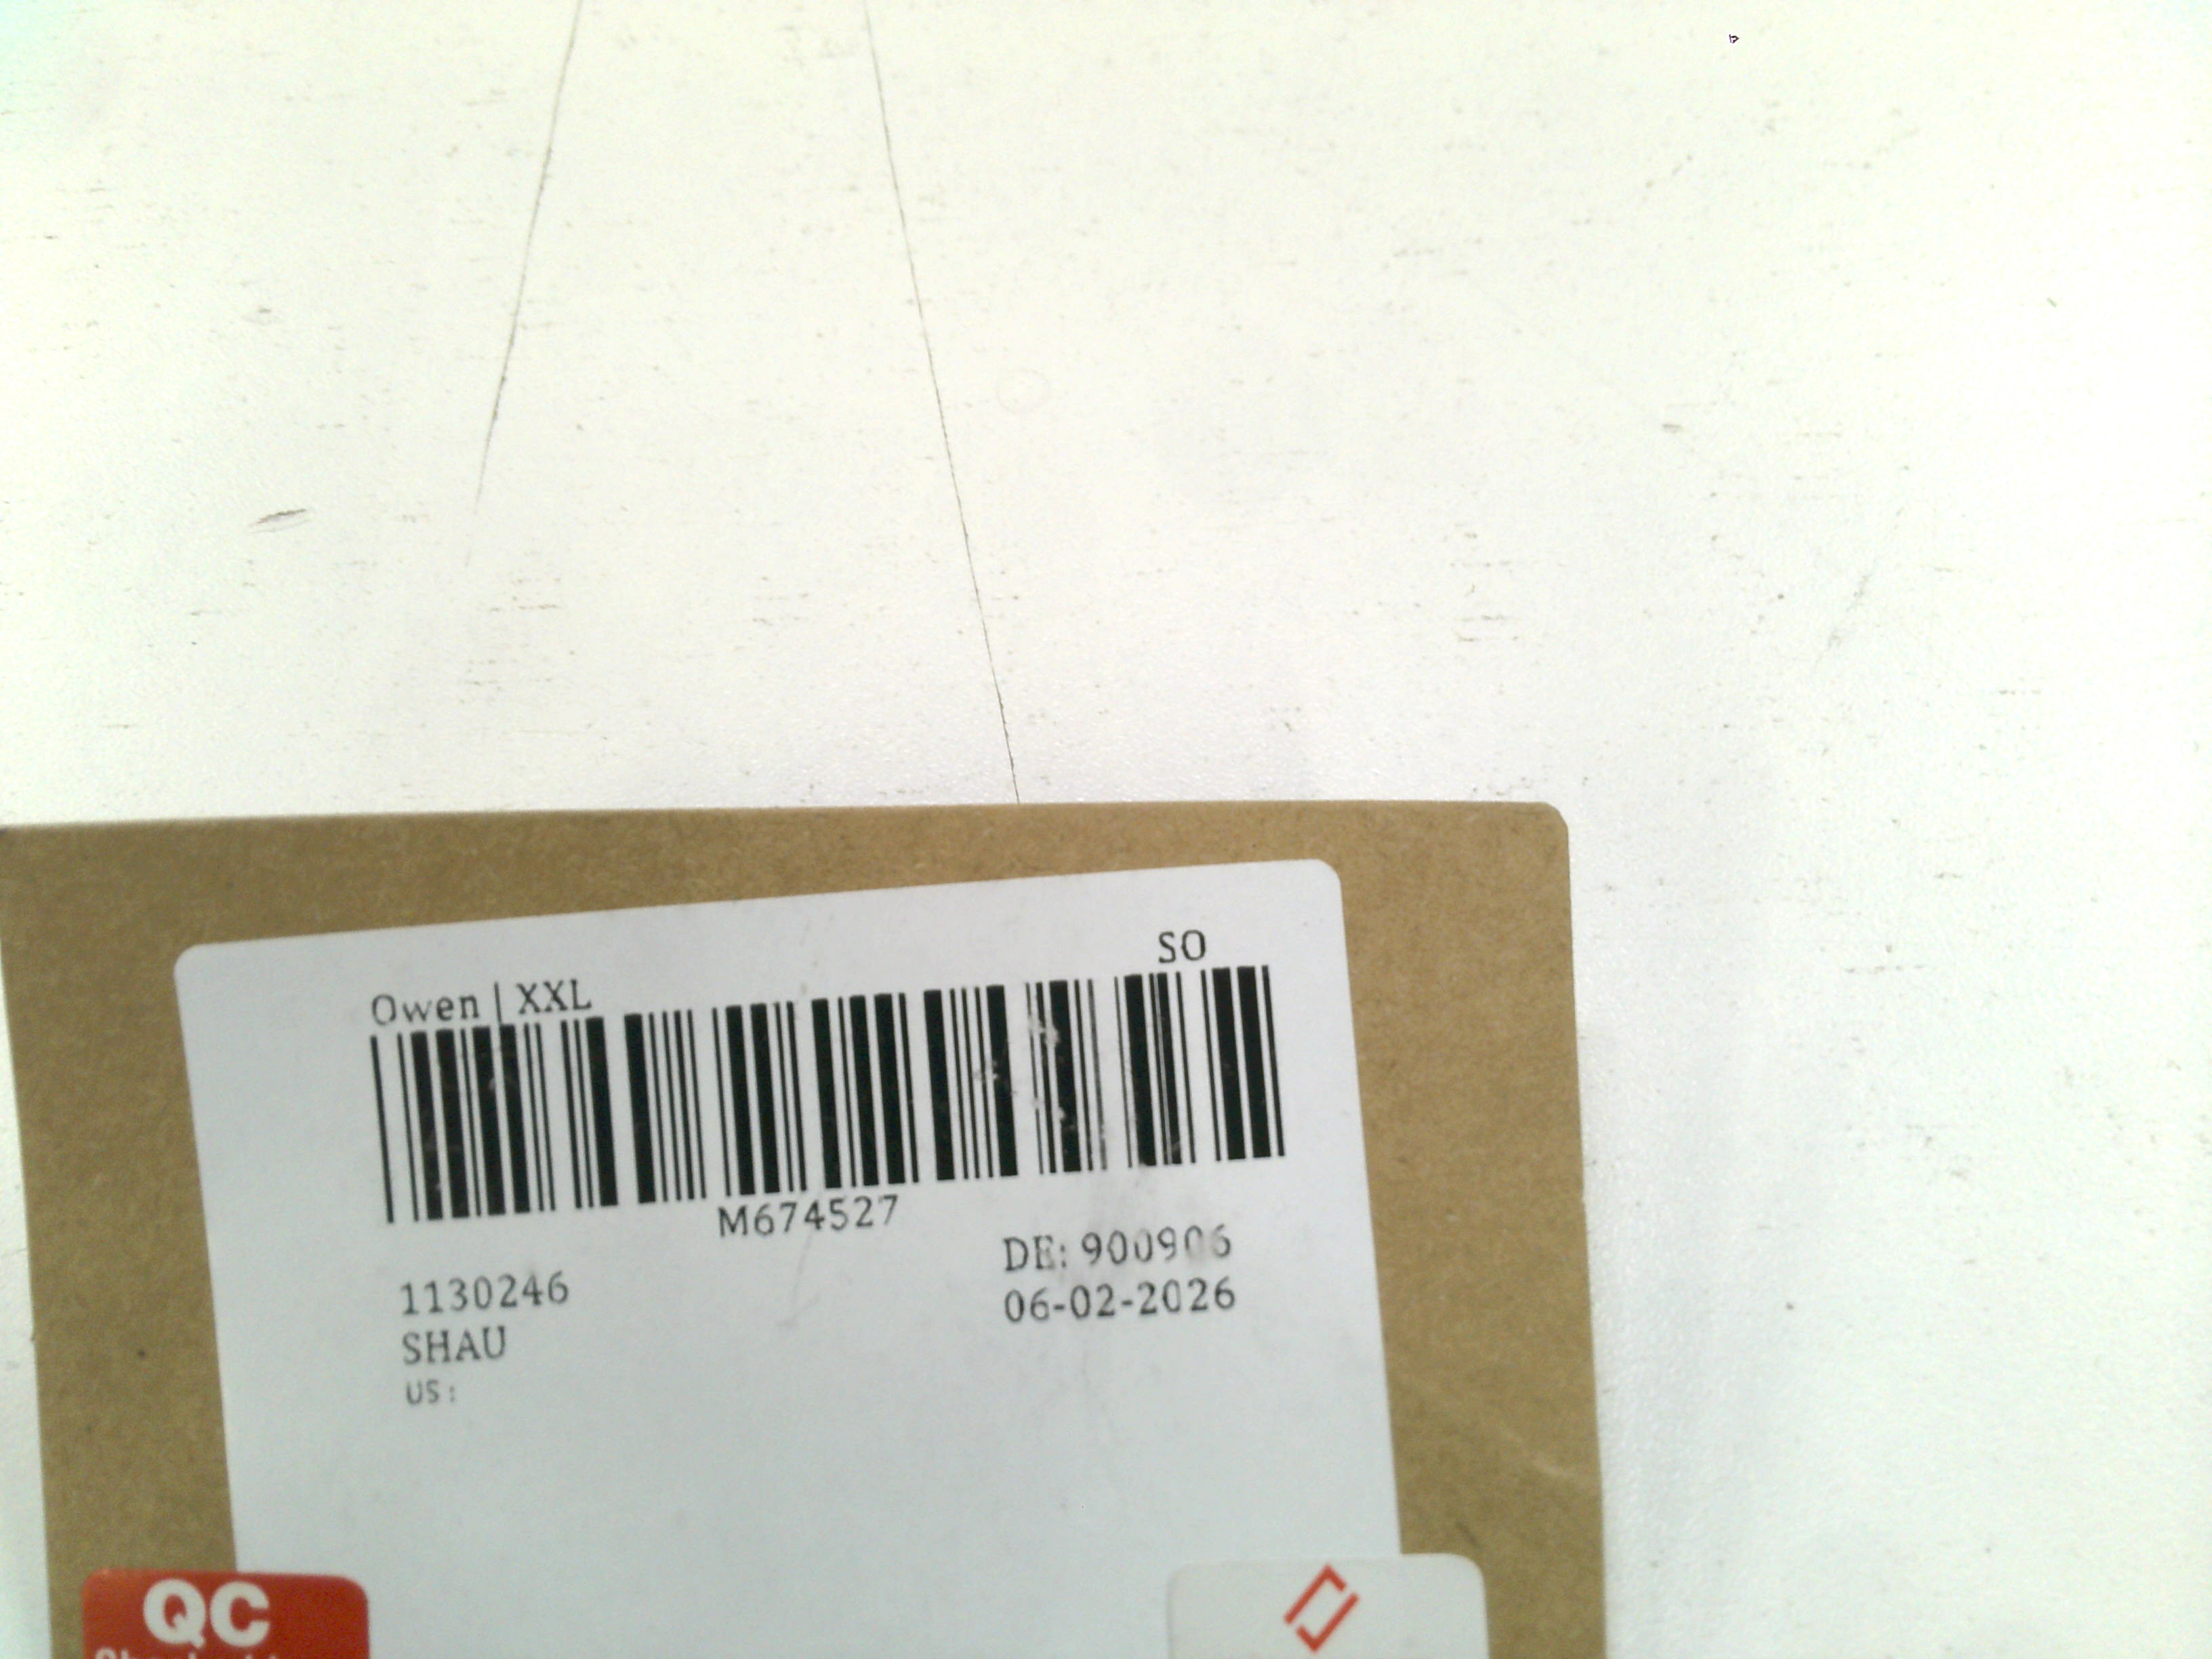 SO
Owen | XXL
M674527
DE: 900906
1130246
06-02-2026
SHAU
US:
QC